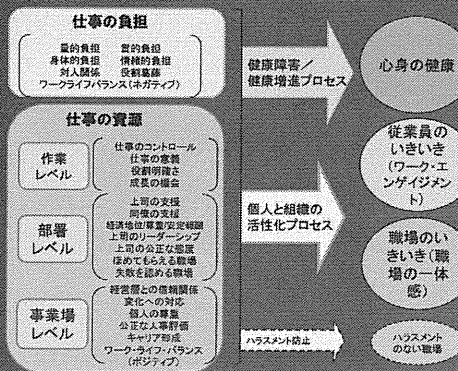 仕事の負担
量的負担 質的負担
身体的負担 情緒的負担
対人関係 役割葛藤
ワークライフバランス(ネガティブ)
仕事の資源
作業
レベル
仕事のコントロール
仕事の意義
役割明確さ
成長の機会
部署
レベル
上司の支援
同僚の支援
経済地位/尊重/安定報酬
上司のリーダーシップ
上司の公正な態度
ほめてもらえる職場
失敗を認める職場
事業場
レベル
経営層との信頼関係
変化への対応
個人の尊重
公正な人事評価
キャリア形成
ワーク・ライフ・バランス
(ポジティブ)
健康障害/
健康増進プロセス
個人と組織の
活性化プロセス
ハラスメント防止
心身の健康
従業員の
いきいき
(ワーク・エ
ンゲイジメン
ト)
職場のい
きいき(職
場の一体
感)
ハラスメント
のない職場